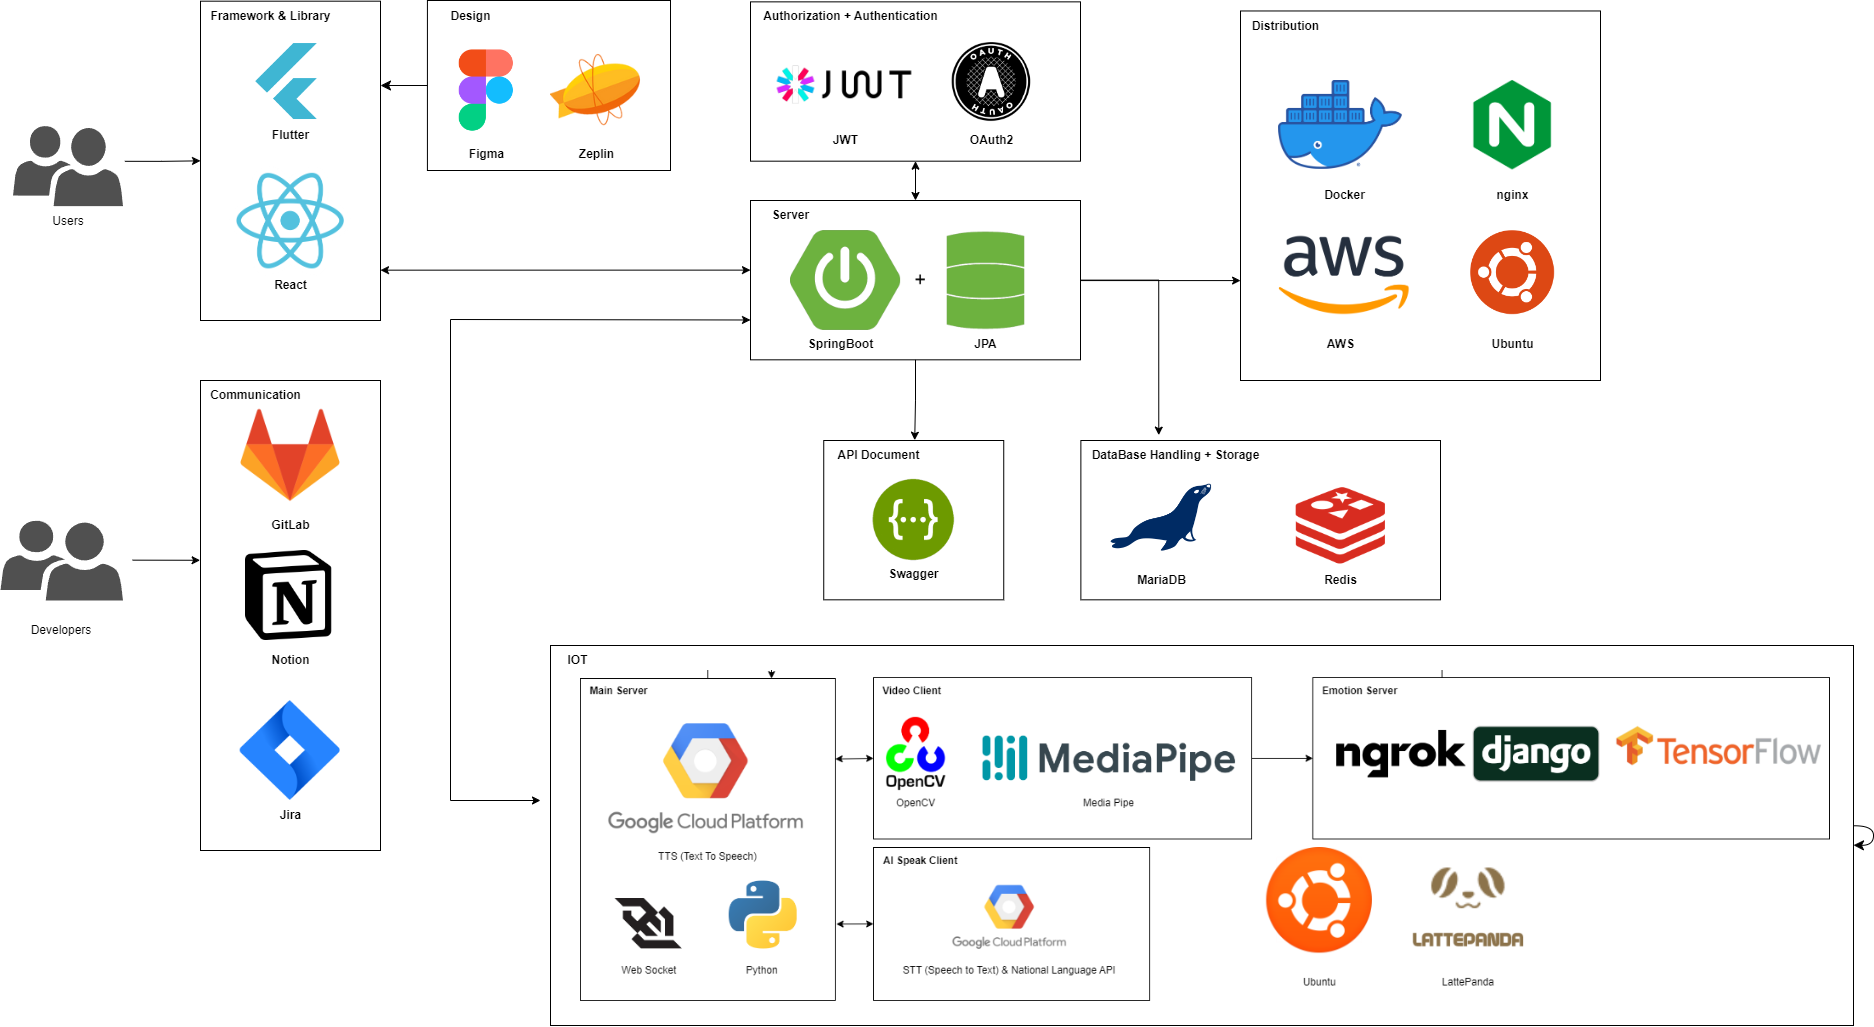 Framework & Library
Flutter
React
Users
Design
Figma
Zeplin
Authorization + Authentication
JWT
JWT
OAUTH
A
OAUTH
OAuth2
Server
+
SpringBoot
JPA
Distribution
Docker
N
nginx
aws
AWS
Ubuntu
Communication
GitLab
N
Notion
Jira
Developers
API Document
{···}
Swagger
DataBase Handling + Storage
MariaDB
Redis
IOT
Main Server
Google Cloud Platform
TTS (Text To Speech)
Web Socket
Python
Video Client
OpenCV
OpenCV
MediaPipe
Media Pipe
AI Speak Client
Google Cloud Platform
STT (Speech to Text) & National Language API
Emotion Server
ngrok
django
TensorFlow
Ubuntu
LATTEPANDA
LattePanda